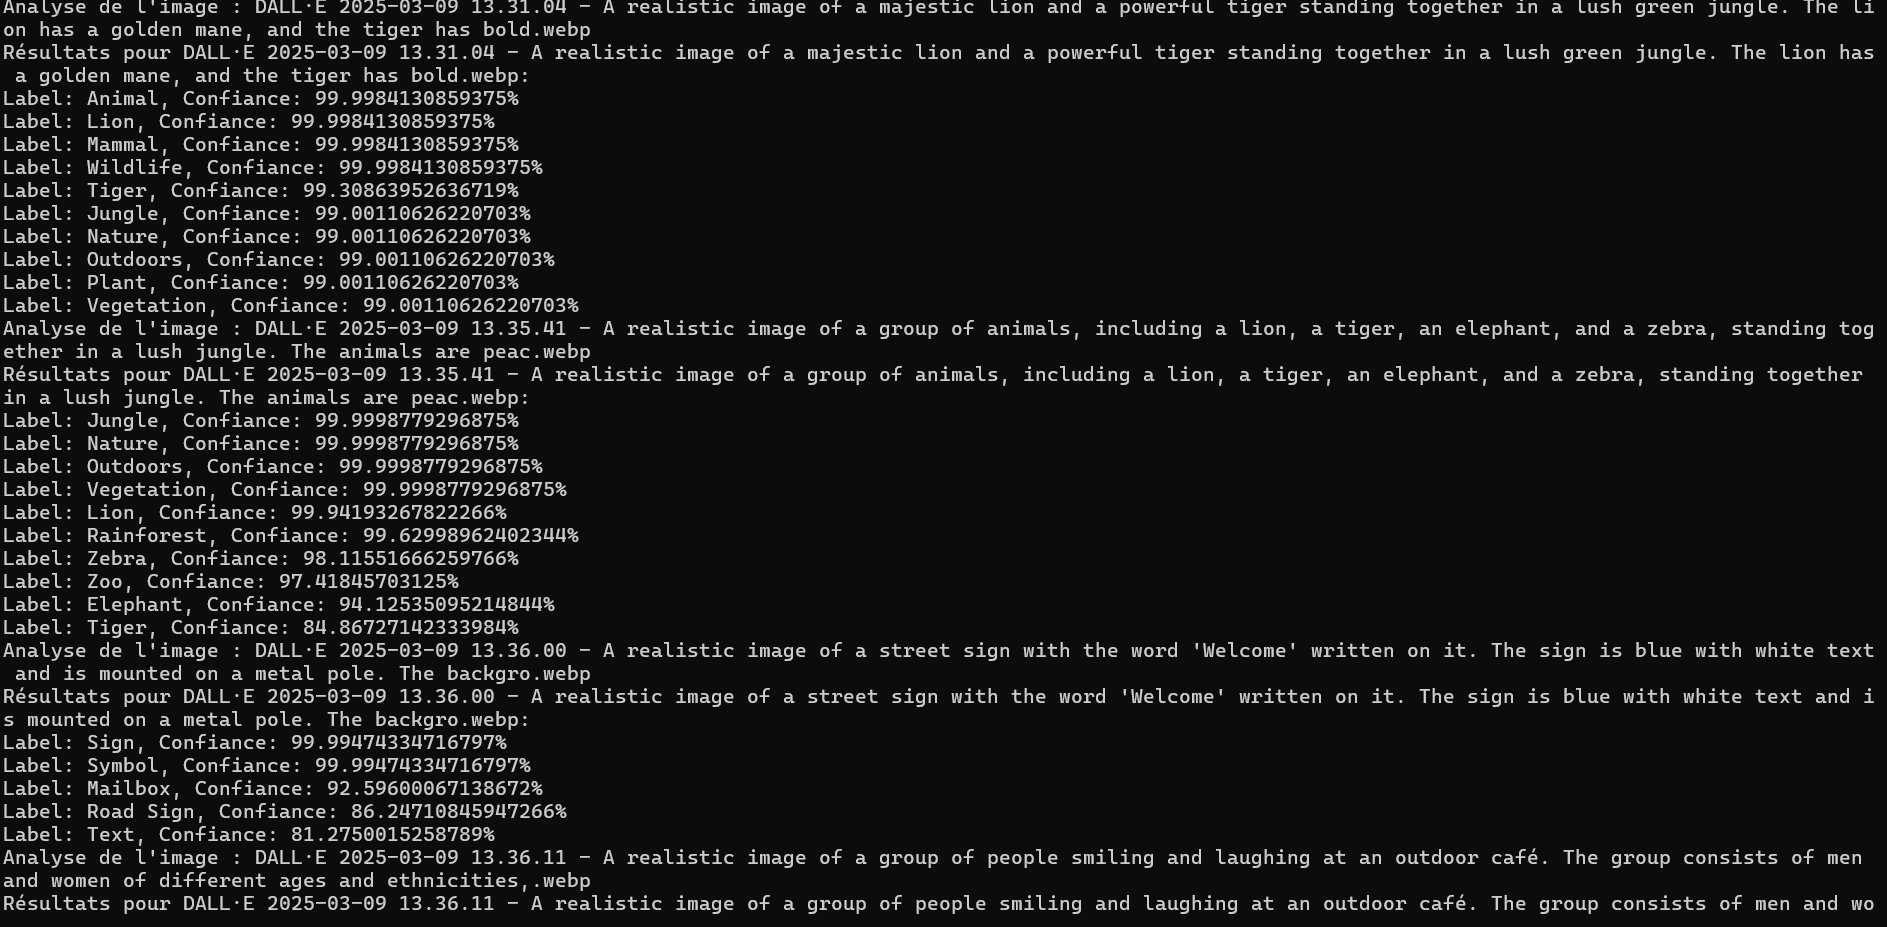 Analyse de l'image : DALL·E 2025-03-09 13.31.04 - A realistic image of a majestic lion and a powerful tiger standing together in a lush green jungle. The li
on has a golden mane, and the tiger has bold.webp
Résultats pour DALL·E 2025-03-09 13.31.04 - A realistic image of a majestic lion and a powerful tiger standing together in a lush green jungle. The lion has
 a golden mane, and the tiger has bold.webp:
Label: Animal, Confiance: 99.9984130859375%
Label: Lion, Confiance: 99.9984130859375%
Label: Mammal, Confiance: 99.9984130859375%
Label: Wildlife, Confiance: 99.9984130859375%
Label: Tiger, Confiance: 99.30863952636719%
Label: Jungle, Confiance: 99.00110626220703%
Label: Nature, Confiance: 99.00110626220703%
Label: Outdoors, Confiance: 99.00110626220703%
Label: Plant, Confiance: 99.00110626220703%
Label: Vegetation, Confiance: 99.00110626220703%
Analyse de l'image : DALL·E 2025-03-09 13.35.41 - A realistic image of a group of animals, including a lion, a tiger, an elephant, and a zebra, standing tog
ether in a lush jungle. The animals are peac.webp
Résultats pour DALL·E 2025-03-09 13.35.41 - A realistic image of a group of animals, including a lion, a tiger, an elephant, and a zebra, standing together
in a lush jungle. The animals are peac.webp:
Label: Jungle, Confiance: 99.9998779296875%
Label: Nature, Confiance: 99.9998779296875%
Label: Outdoors, Confiance: 99.9998779296875%
Label: Vegetation, Confiance: 99.9998779296875%
Label: Lion, Confiance: 99.94193267822266%
Label: Rainforest, Confiance: 99.62998962402344%
Label: Zebra, Confiance: 98.11551666259766%
Label: Zoo, Confiance: 97.41845703125%
Label: Elephant, Confiance: 94.12535095214844%
Label: Tiger, Confiance: 84.86727142333984%
Analyse de l'image : DALL·E 2025-03-09 13.36.00 - A realistic image of a street sign with the word 'Welcome' written on it. The sign is blue with white text
 and is mounted on a metal pole. The backgro.webp
Résultats pour DALL·E 2025-03-09 13.36.00 - A realistic image of a street sign with the word 'Welcome' written on it. The sign is blue with white text and i
s mounted on a metal pole. The backgro.webp:
Label: Sign, Confiance: 99.99474334716797%
Label: Symbol, Confiance: 99.99474334716797%
Label: Mailbox, Confiance: 92.59600067138672%
Label: Road Sign, Confiance: 86.24710845947266%
Label: Text, Confiance: 81.2750015258789%
Analyse de l'image : DALL·E 2025-03-09 13.36.11 - A realistic image of a group of people smiling and laughing at an outdoor café. The group consists of men
and women of different ages and ethnicities,.webp
Résultats pour DALL·E 2025-03-09 13.36.11 - A realistic image of a group of people smiling and laughing at an outdoor café. The group consists of men and wo